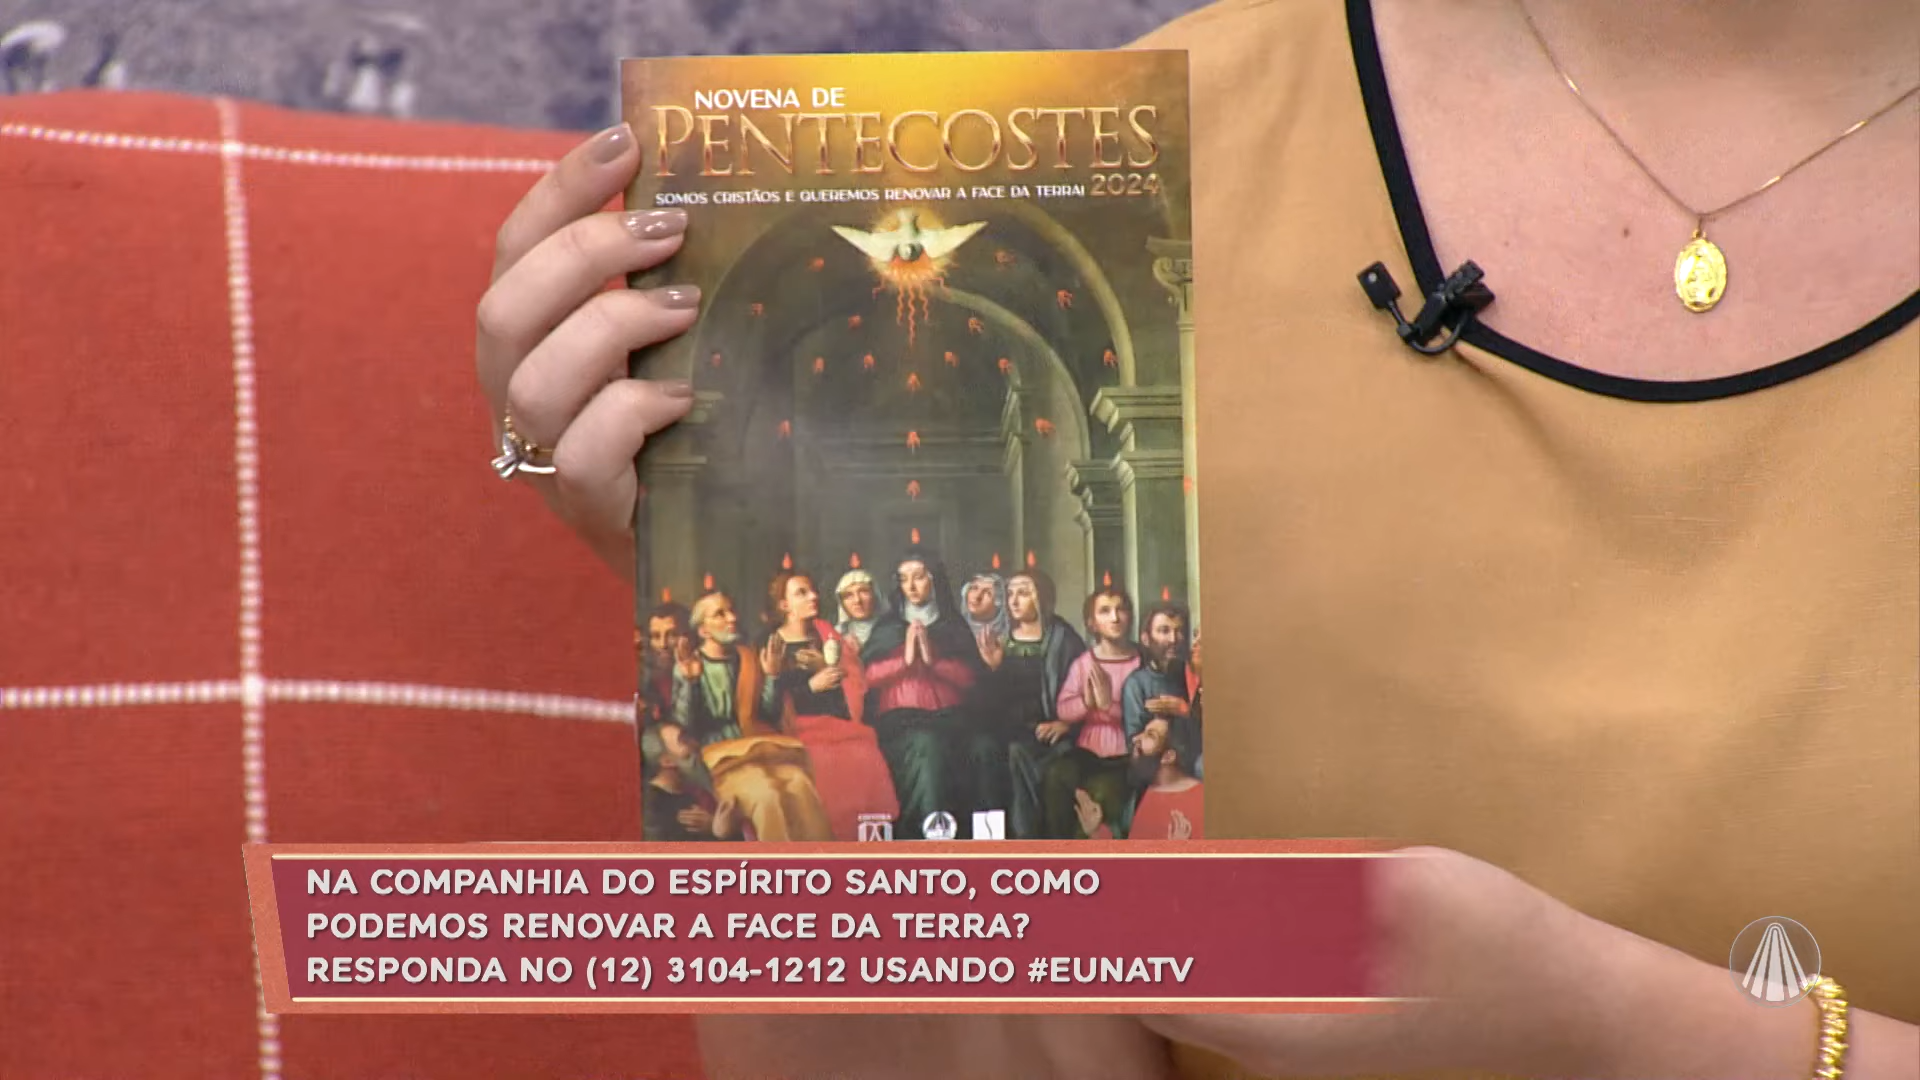 NOVENA DE
PENTECOSTES
SOMOS CRISTÃOS E QUEREMOS RENOVAR A FACE DA TERRA! 2024
EDITORA
NA COMPANHIA DO ESPÍRITO SANTO, COMO
PODEMOS RENOVAR A FACE DA TERRA?
RESPONDA NO (12) 3104-1212 USANDO #EUNATV